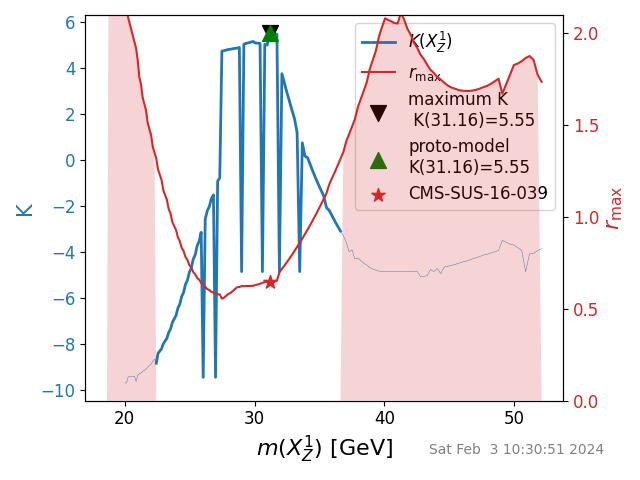 K(X_Z^1)
r_max
maximum K
K(31.16)=5.55
proto-model
K(31.16)=5.55
CMS-SUS-16-039
6
4
2
0
−2
−4
−6
−8
−10
K
2.0
1.5
1.0
0.5
0.0
r_max
20 30 40 50
m(X_Z^1) [GeV]
Sat Feb 3 10:30:51 2024